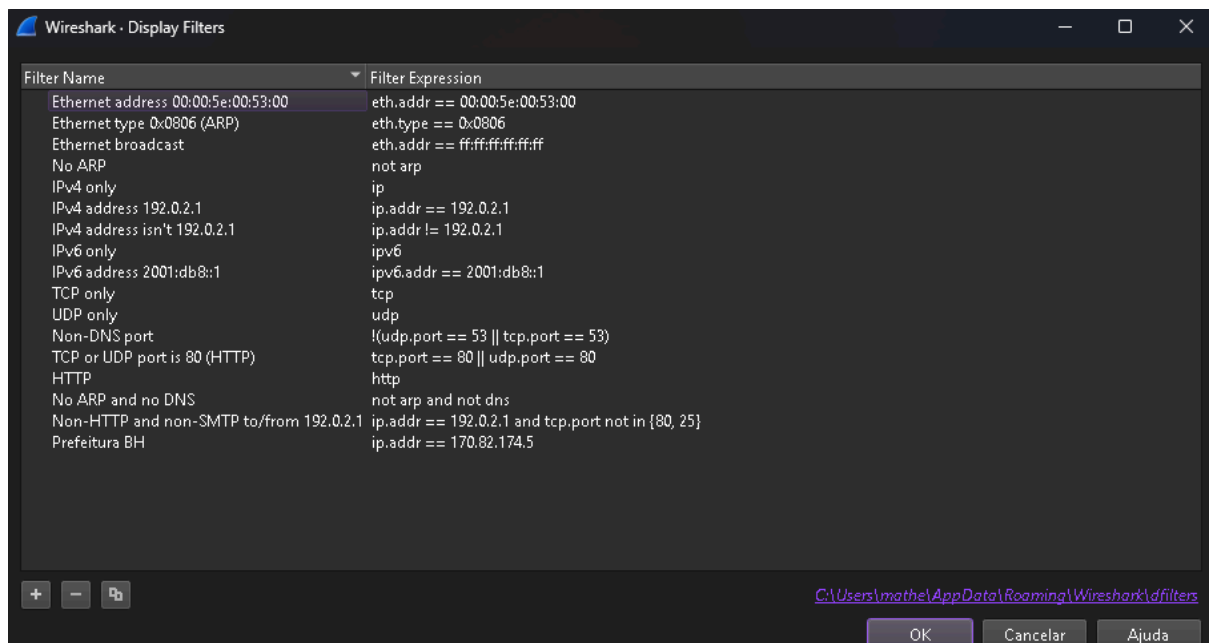 Wireshark · Display Filters
Filter Name Filter Expression
Ethernet address 00:00:5e:00:53:00 eth.addr == 00:00:5e:00:53:00
Ethernet type 0x0806 (ARP) eth.type == 0x0806
Ethernet broadcast eth.addr == ff:ff:ff:ff:ff:ff
No ARP not arp
IPv4 only ip
IPv4 address 192.0.2.1 ip.addr == 192.0.2.1
IPv4 address isn't 192.0.2.1 ip.addr != 192.0.2.1
IPv6 only ipv6
IPv6 address 2001:db8::1 ipv6.addr == 2001:db8::1
TCP only tcp
UDP only udp
Non-DNS port !(udp.port == 53 || tcp.port == 53)
TCP or UDP port is 80 (HTTP) tcp.port == 80 || udp.port == 80
HTTP http
No ARP and no DNS not arp and not dns
Non-HTTP and non-SMTP to/from 192.0.2.1 ip.addr == 192.0.2.1 and tcp.port not in {80, 25}
Prefeitura BH ip.addr == 170.82.174.5
C:\Users\mathe\AppData\Roaming\Wireshark\dfilters
OK Cancelar Ajuda